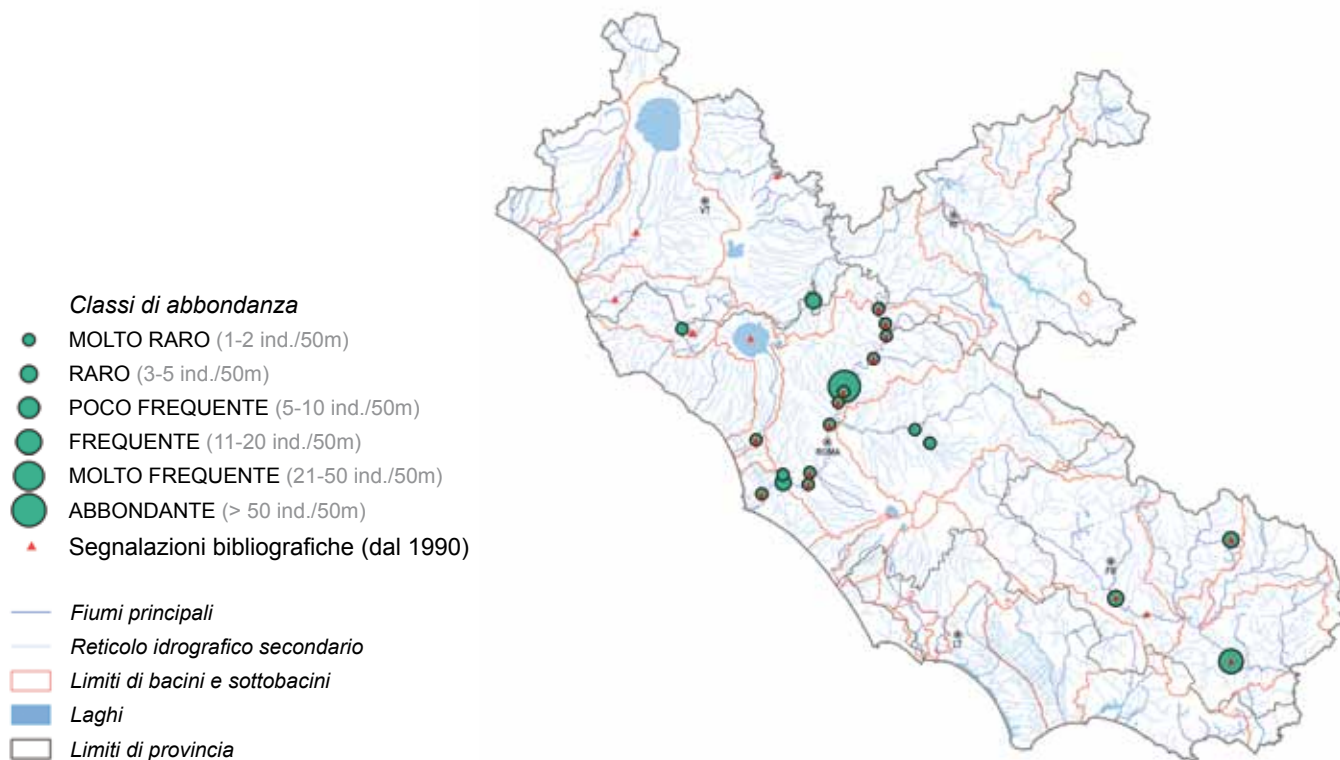 Classi di abbondanza
MOLTO RARO (1-2 ind./50m)
RARO (3-5 ind./50m)
POCO FREQUENTE (5-10 ind./50m)
FREQUENTE (11-20 ind./50m)
MOLTO FREQUENTE (21-50 ind./50m)
ABBONDANTE (> 50 ind./50m)
Segnalazioni bibliografiche (dal 1990)
Fiumi principali
Reticolo idrografico secondario
Limiti di bacini e sottobacini
Laghi
Limiti di provincia
VT
ROMA
FR
LT